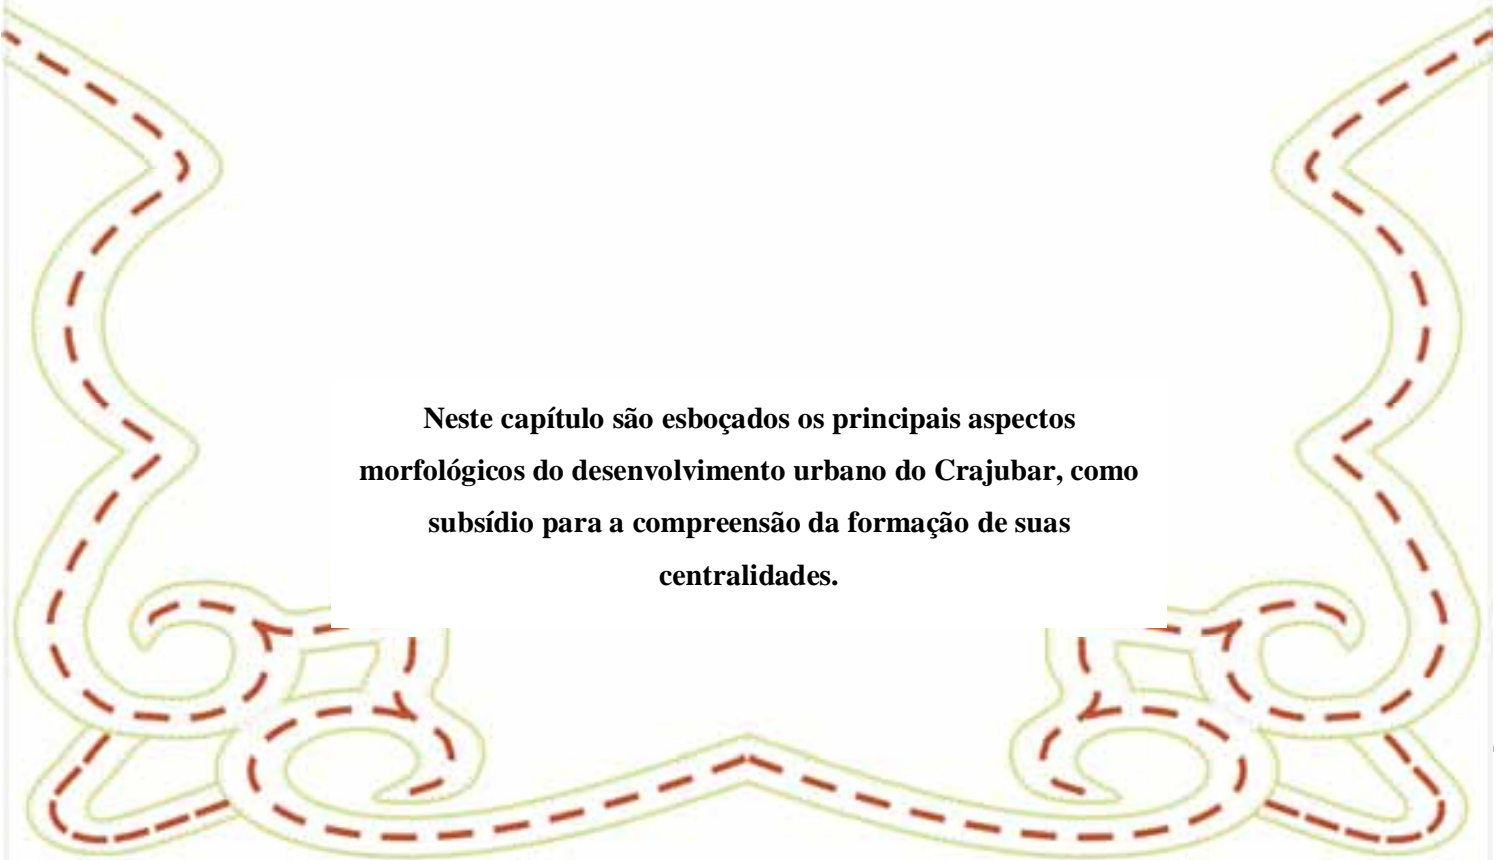 Neste capítulo são esboçados os principais aspectos
morfológicos do desenvolvimento urbano do Crajubar, como
subsídio para a compreensão da formação de suas
centralidades.